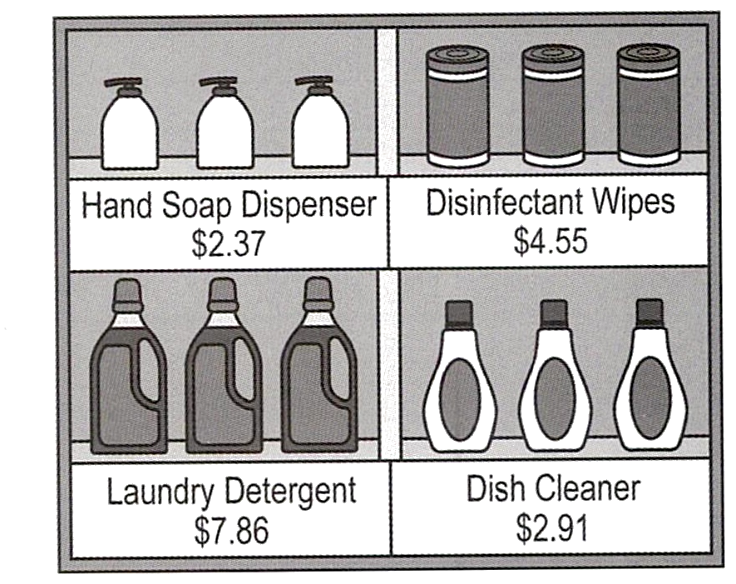 Hand Soap Dispenser
$2.37
Disinfectant Wipes
$4.55
Laundry Detergent
$7.86
Dish Cleaner
$2.91